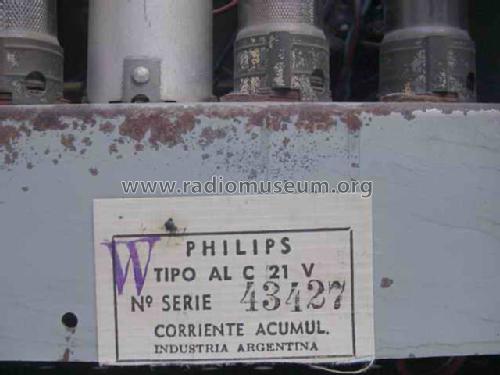 www.radiomuseum.org
W
PHILIPS
TIPO AL C 21 V
Nº SERIE 43427
CORRIENTE ACUMUL.
INDUSTRIA ARGENTINA